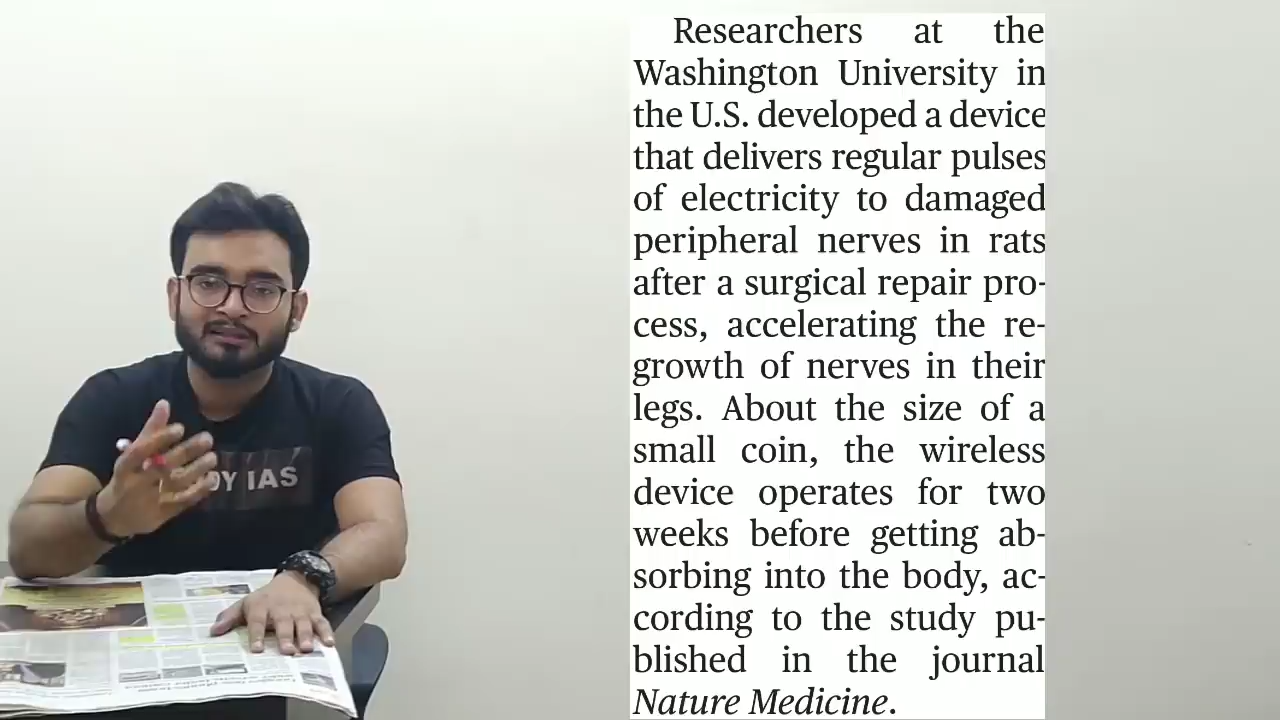 Researchers at the
Washington University in
the U.S. developed a device
that delivers regular pulses
of electricity to damaged
peripheral nerves in rats
after a surgical repair pro-
cess, accelerating the re-
growth of nerves in their
legs. About the size of a
small coin, the wireless
device operates for two
weeks before getting ab-
sorbing into the body, ac-
cording to the study pu-
blished in the journal
Nature Medicine.
DY IAS